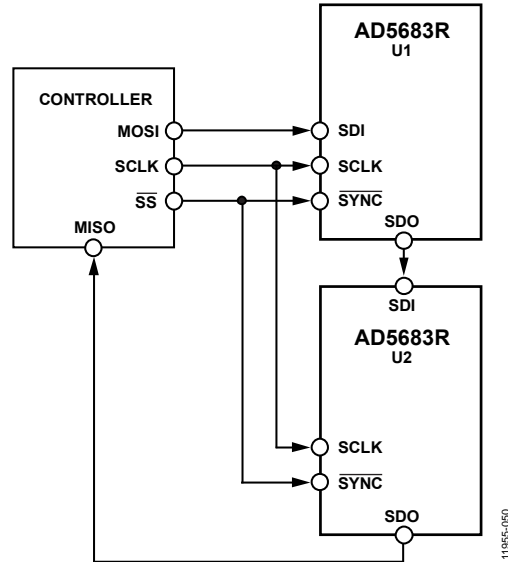 AD5683R
U1
CONTROLLER
MOSI
SDI
SCLK
SCLK
SS
SYNC
MISO
SDO
SDI
AD5683R
U2
SCLK
SYNC
SDO
11955-050